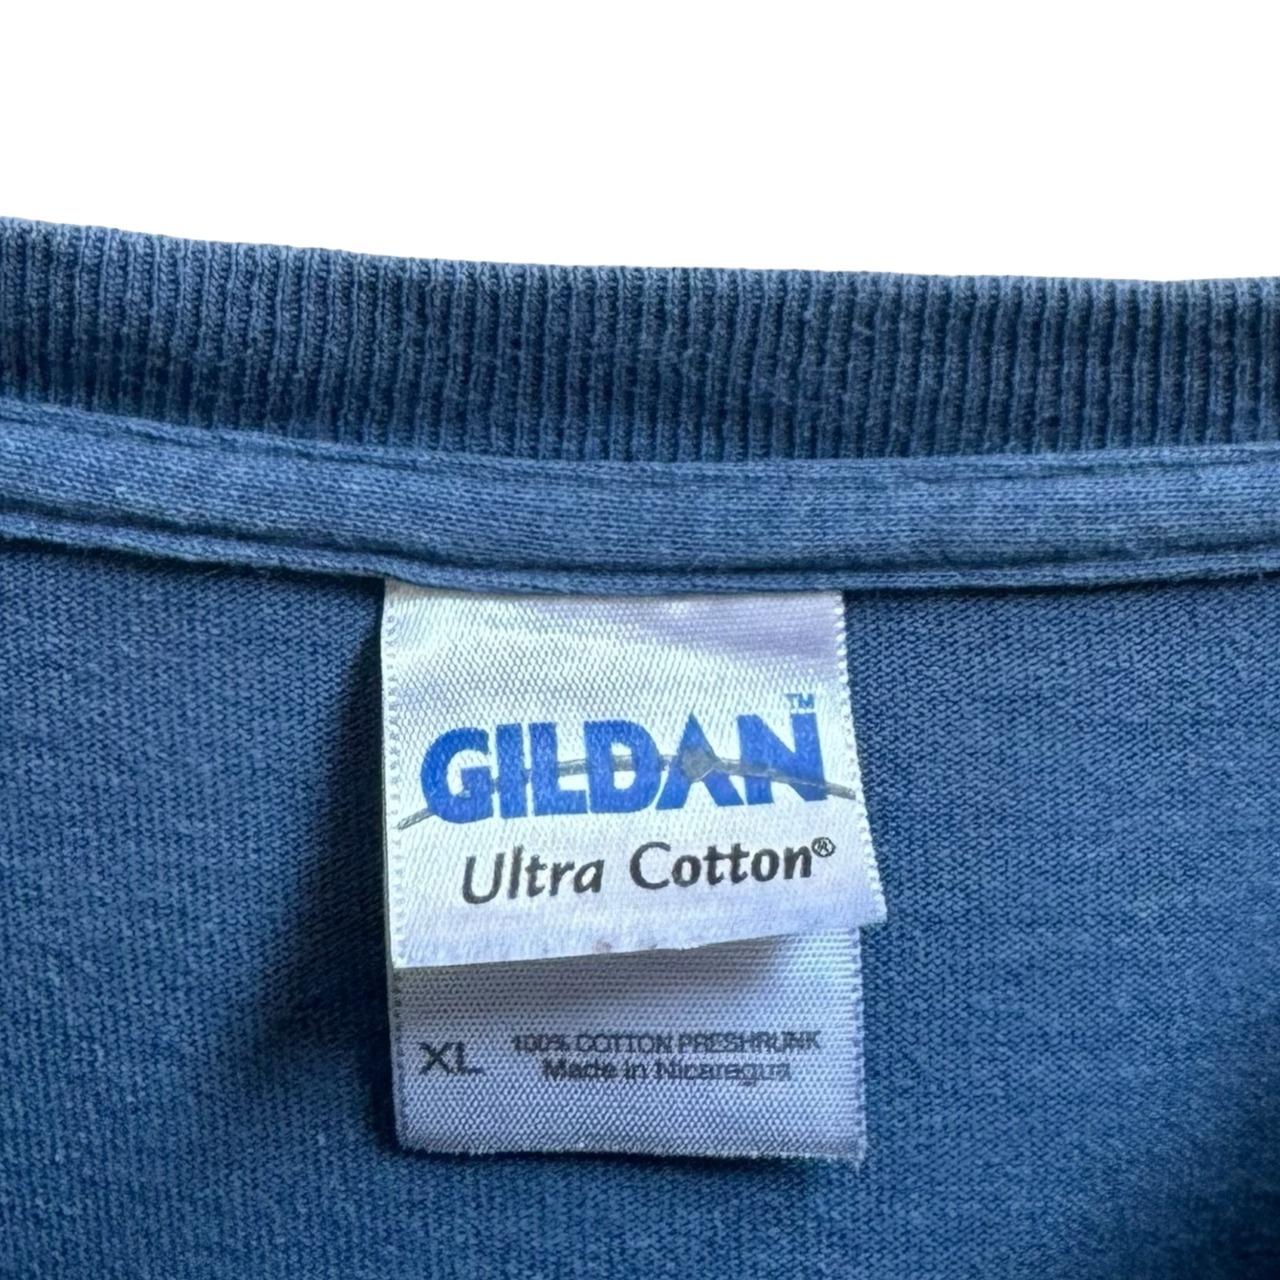 GILDAN™
Ultra Cotton®
XL 100% COTTON PRESHRUNK
Made in Nicaragua